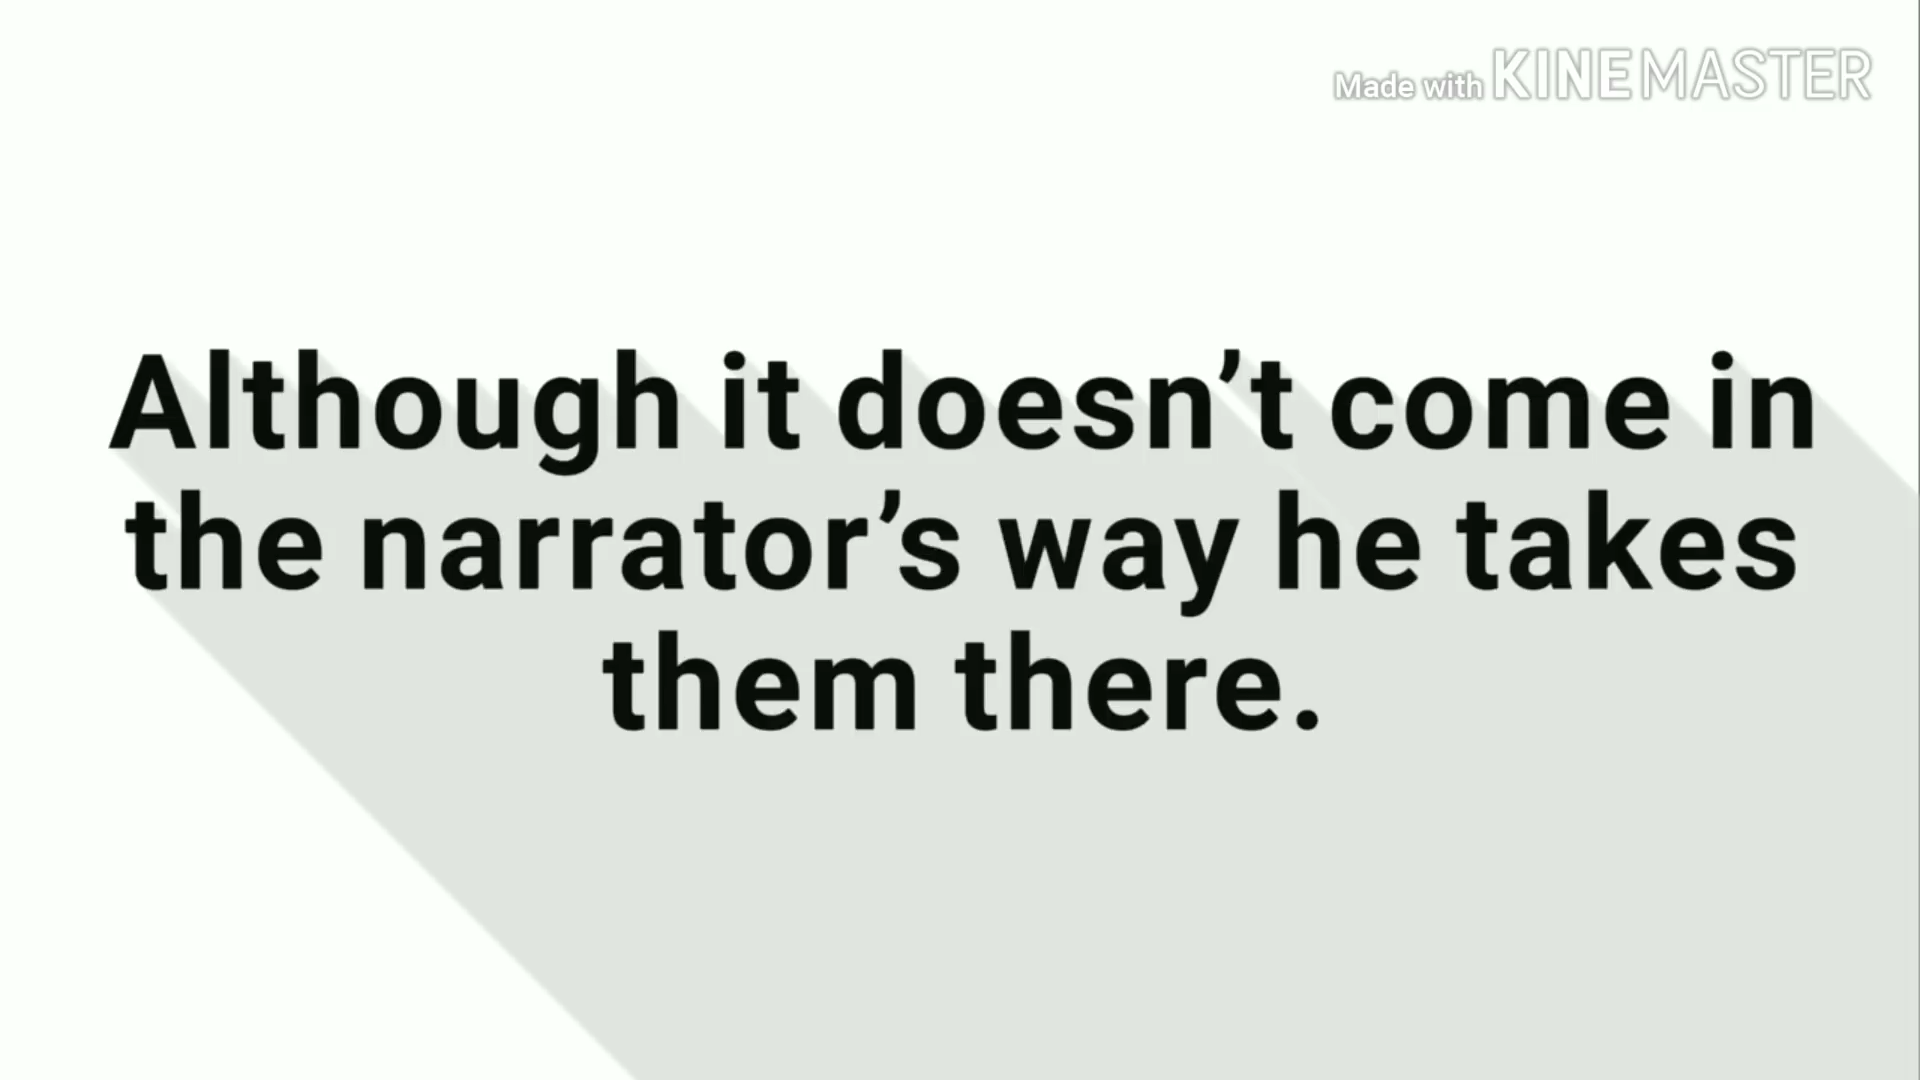 Made with KINEMASTER
Although it doesn’t come in
the narrator’s way he takes
them there.